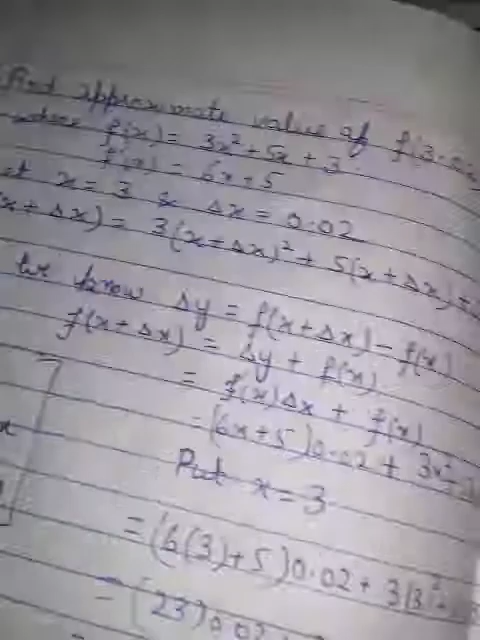 find approximate value of f(3.02
where f(x) = 3x² + 5x + 3
f'(x) = 6x + 5
x = 3 & Δx = 0.02
(x + Δx) = 3(x + Δx)² + 5(x + Δx) +
We know Δy = f(x + Δx) - f(x)
f(x + Δx) = Δy + f(x)
= f'(x) Δx + f(x)
= (6x + 5) 0.02 + 3x² +
Put x = 3
= (6(3) + 5) 0.02 + 3(3)² +
= (23) 0.02